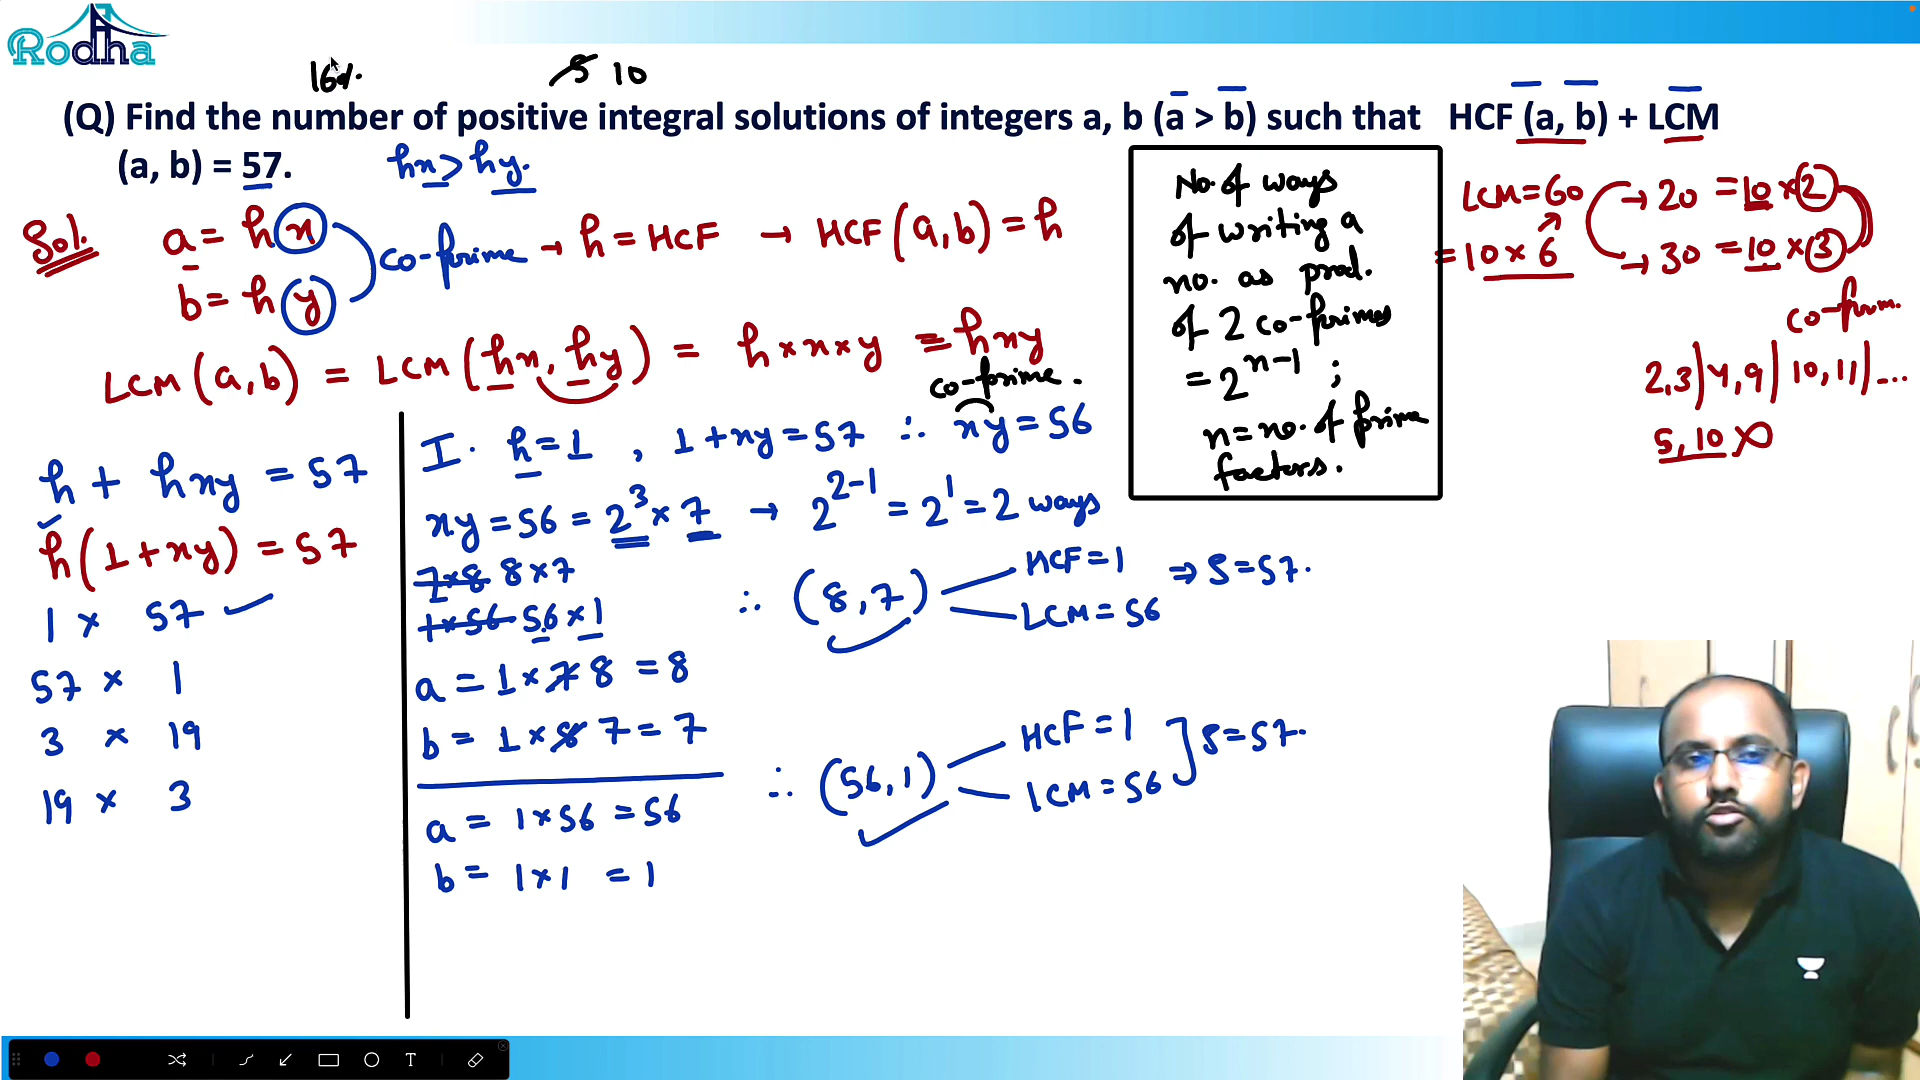 Rodha
16%.
5 10
(Q) Find the number of positive integral solutions of integers a, b (a > b) such that HCF (a, b) + LCM
(a, b) = 57.
hx > hy.
Sol.
a = h x
b = h y
co-prime → h = HCF → HCF(a,b) = h
LCM(a,b) = LCM(hx, hy) = h × x × y = hxy
h + hxy = 57
h(1+xy) = 57
1 × 57
57 × 1
3 × 19
19 × 3
co-prime.
I. h = 1 , 1+xy = 57 ∴ xy = 56
xy = 56 = 2³ × 7 → 2²⁻¹ = 2¹ = 2 ways
7×8 8×7
1×56 56×1
a = 1 × 7 8 = 8
b = 1 × 8 7 = 7
∴ (8,7)
HCF = 1
LCM = 56
⇒ S = 57.
a = 1×56 = 56
b = 1×1 = 1
∴ (56,1)
HCF = 1
LCM = 56
S = 57.
No. of ways
of writing a
no. as prod.
of 2 co-primes
= 2ⁿ⁻¹ ;
n = no. of prime
factors.
LCM = 60 → 20 = 10 × 2
= 10 × 6 → 30 = 10 × 3
2,3| 4,9| 10,11| ...
5,10 ×
T